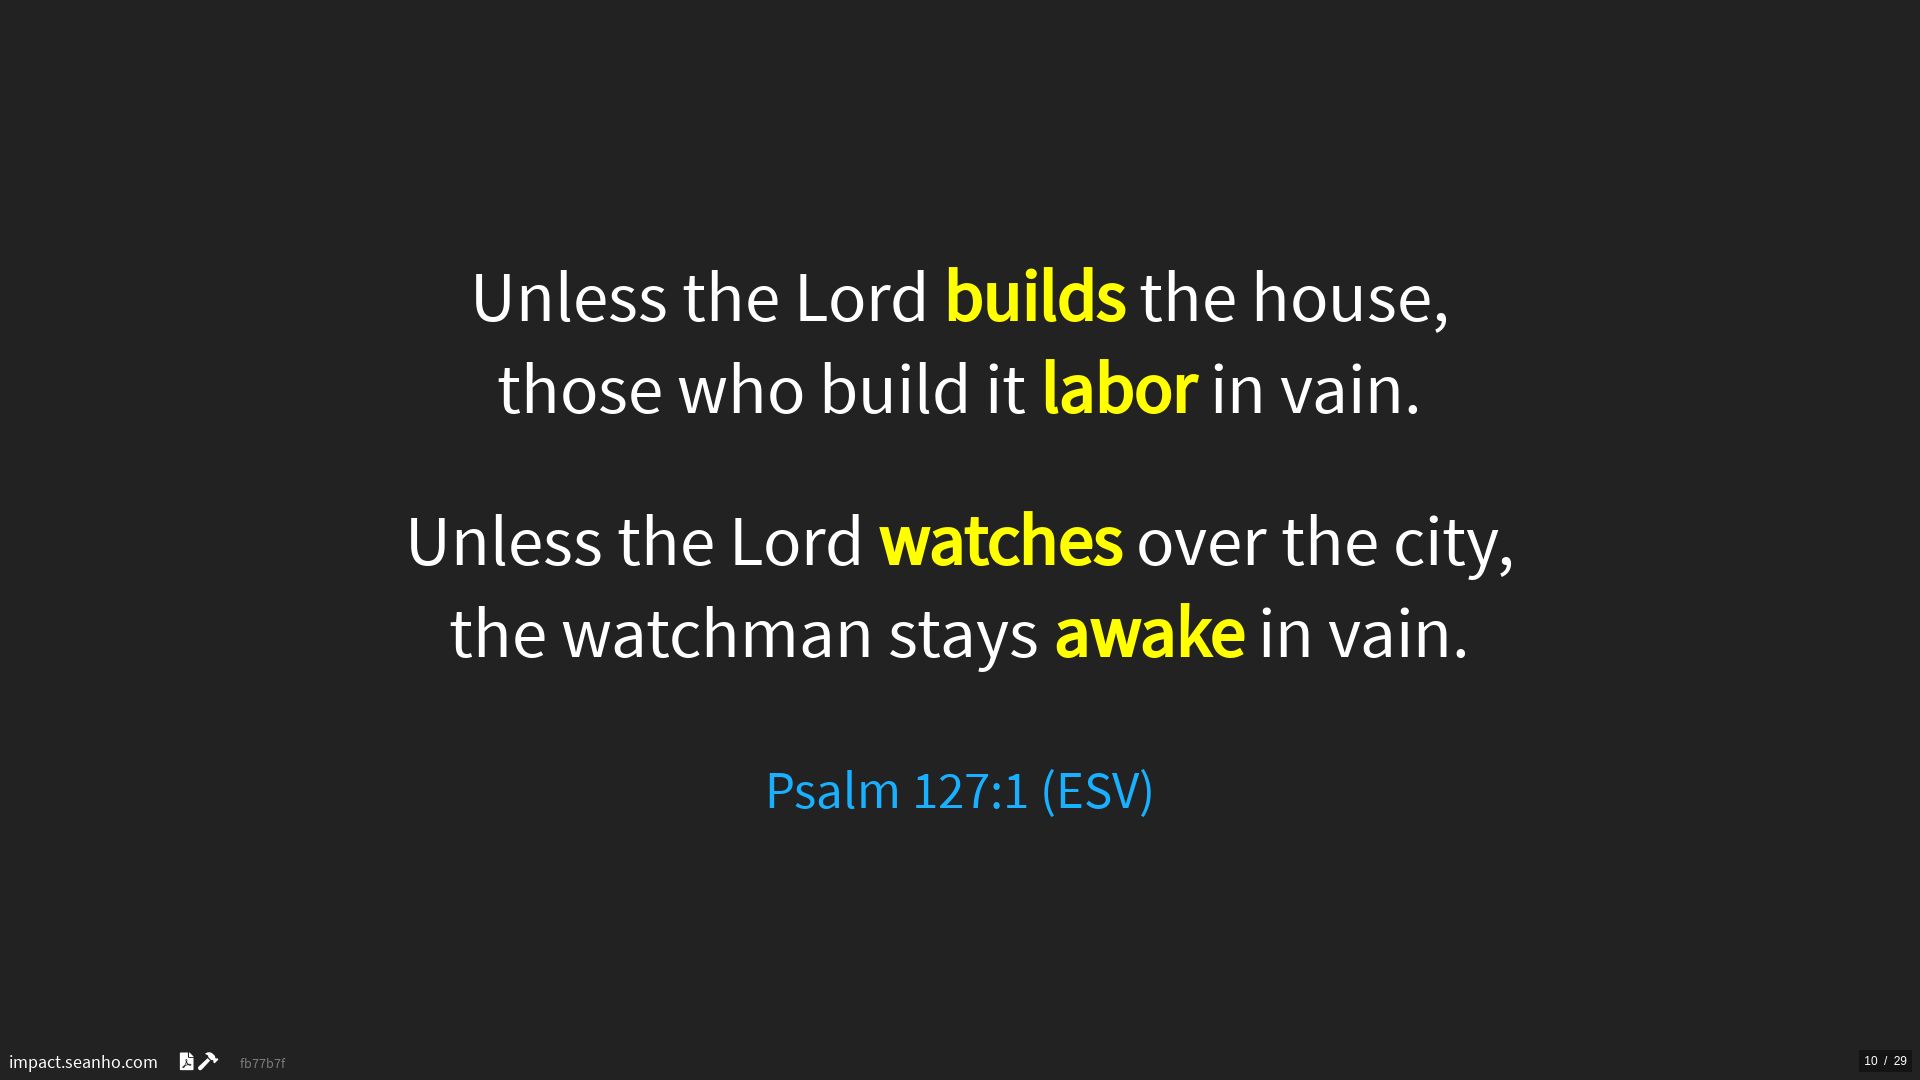 Unless the Lord builds the house,
those who build it labor in vain.
Unless the Lord watches over the city,
the watchman stays awake in vain.
Psalm 127:1 (ESV)
impact.seanho.com
fb77b7f
10 / 29